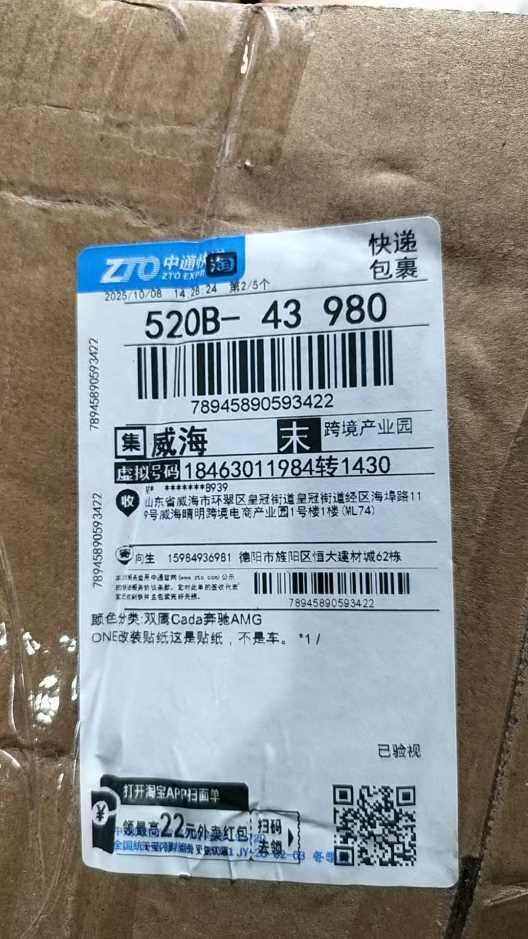 ZTO 中通快
ZTO EXPR
淘
快递
包裹
2025/10/08 14:28:24 第2/5个
520B- 43 980
78945890593422
78945890593422
集 威海 末 跨境产业园
虚拟号码 18463011984转1430
*******8939
收 山东省威海市环翠区皇冠街道皇冠街道经区海埠路11
9号威海晴明跨境电商产业园1号楼1楼(ML74)
78945890593422
向生 15984936981 德阳市旌阳区恒大建材城62栋
78945890593422
颜色分类:双鹰Cada奔驰AMG
ONE改装贴纸这是贴纸，不是车。 *1 /
已验视
打开淘宝APP扫面单
领最高22元外卖红包
扫码
去领